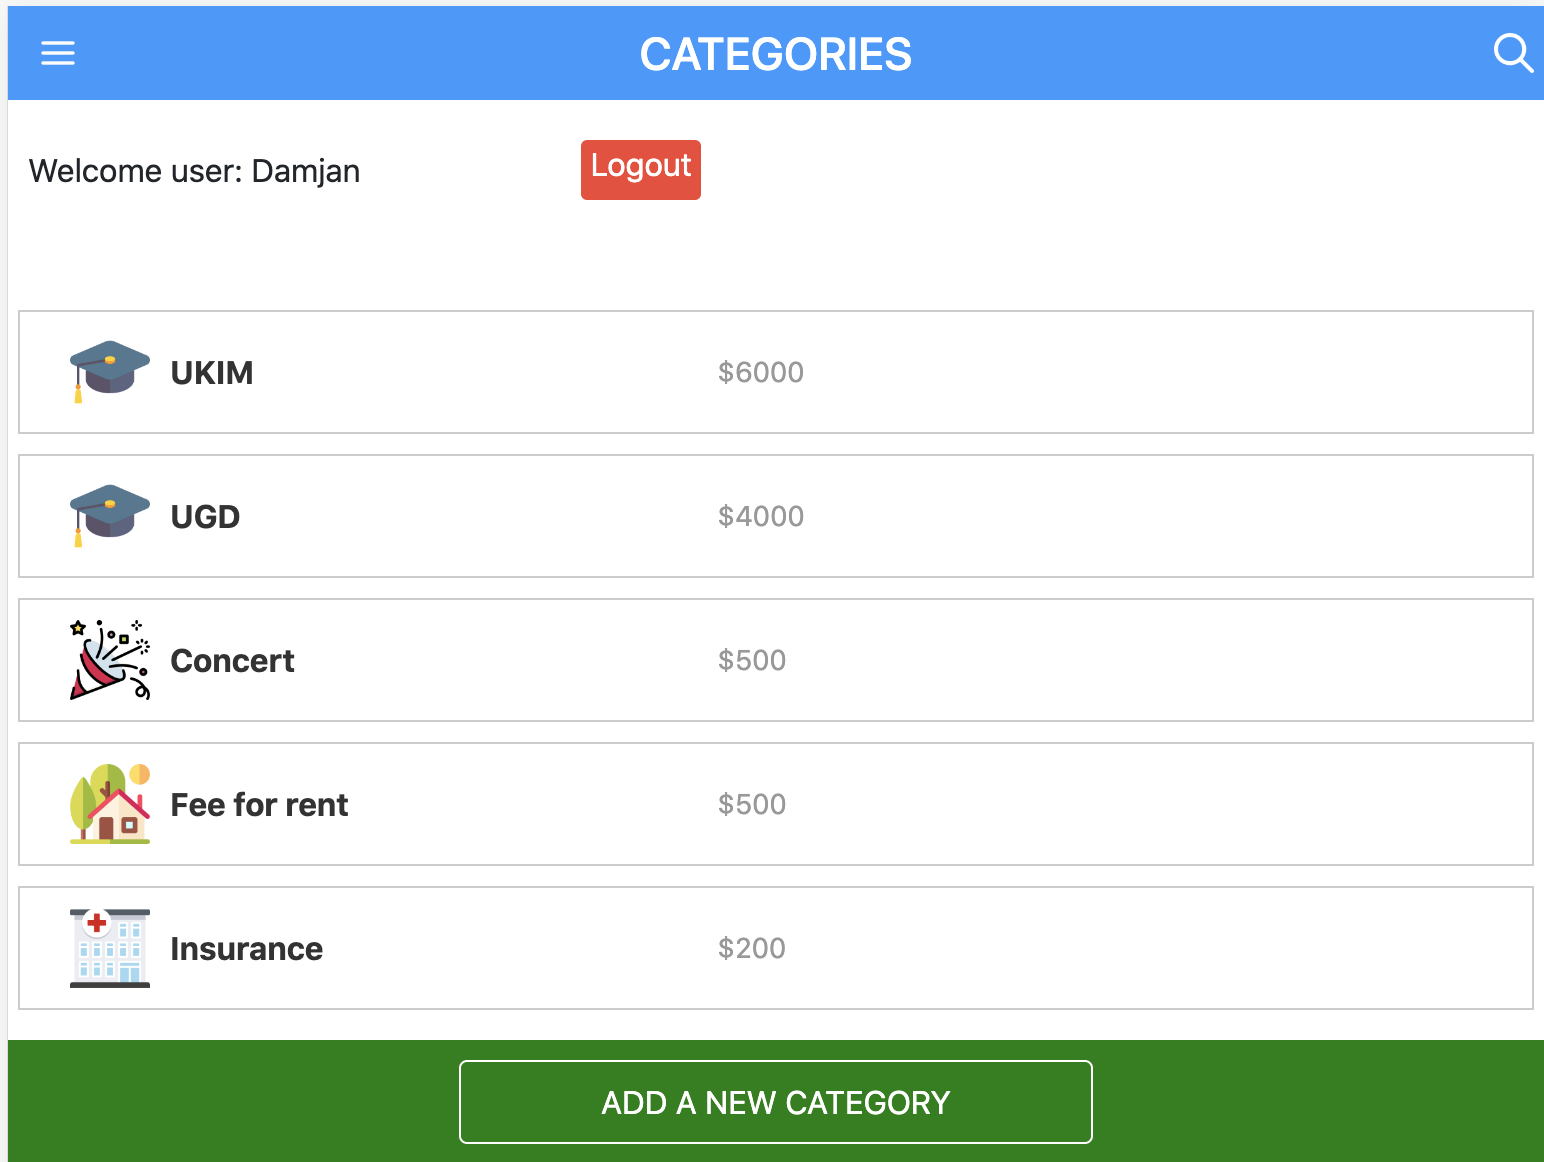 CATEGORIES
Welcome user: Damjan
Logout
UKIM
$6000
UGD
$4000
Concert
$500
Fee for rent
$500
Insurance
$200
ADD A NEW CATEGORY